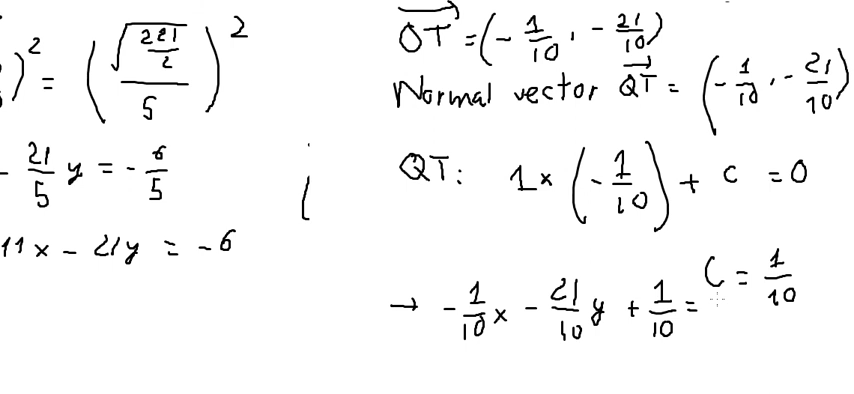 )² = (√(221/2)/5)²
- 21/5 y = - 6/5
11x - 21y = -6
OT = (- 1/10, - 21/10)
Normal vector QT = (- 1/10, - 21/10)
QT: 1 × (- 1/10) + C = 0
C = 1/10
→ - 1/10 x - 21/10 y + 1/10 =